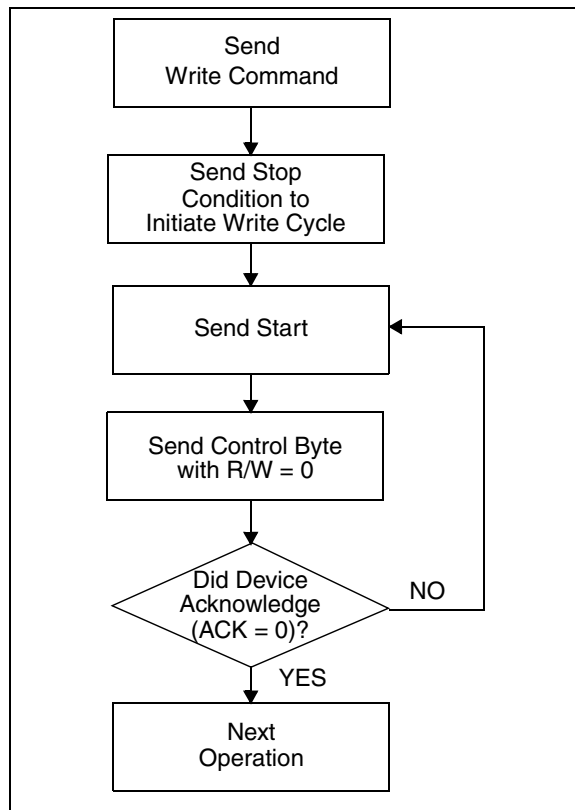 Send
Write Command
Send Stop
Condition to
Initiate Write Cycle
Send Start
Send Control Byte
with R/W = 0
Did Device
Acknowledge
(ACK = 0)?
NO
YES
Next
Operation